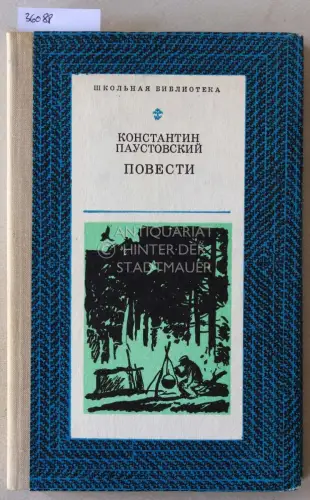 36088
ШКОЛЬНАЯ БИБЛИОТЕКА
КОНСТАНТИН
ПАУСТОВСКИЙ
ПОВЕСТИ
ANTIQUARIAT
·HINTER·DER·
STADTMAUER